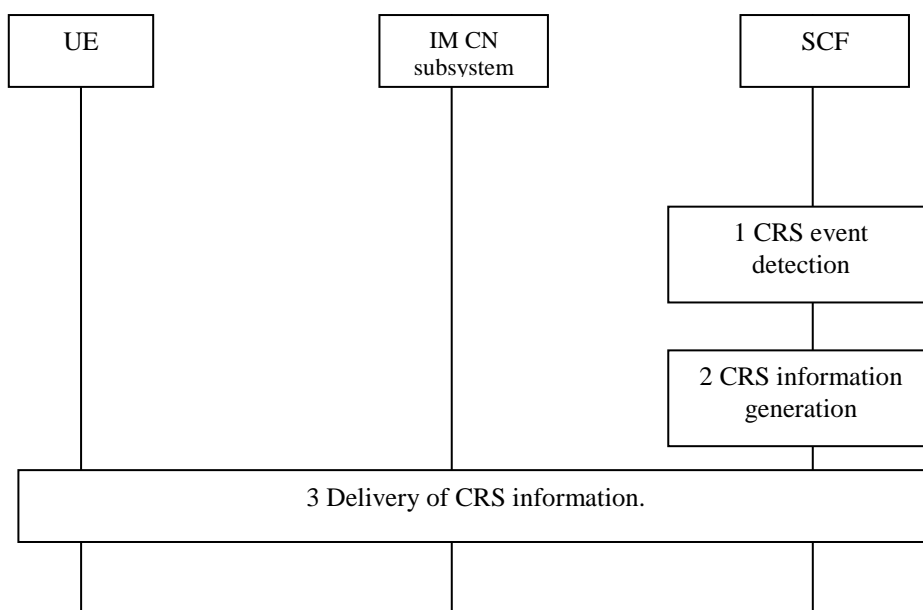 UE
IM CN
subsystem
SCF
1 CRS event
detection
2 CRS information
generation
3 Delivery of CRS information.